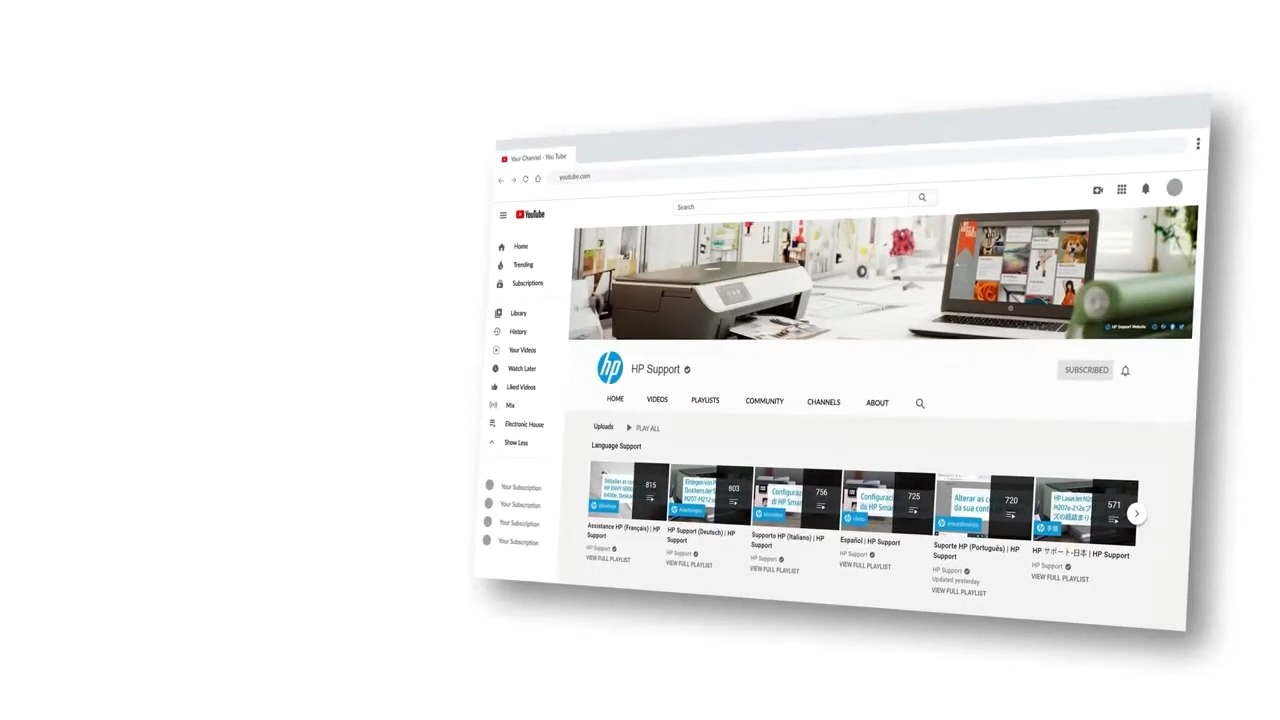 Your Channel - You Tube
youtube.com
YouTube
Search
Home
Trending
Subscriptions
Library
History
Your Videos
Watch Later
Liked Videos
Mix
Electronic House
Show Less
Your Subscription
Your Subscription
Your Subscription
Your Subscription
HP Support Website
hp
HP Support
SUBSCRIBED
HOME
VIDEOS
PLAYLISTS
COMMUNITY
CHANNELS
ABOUT
Uploads
PLAY ALL
Language Support
815
803
756
725
720
571
Assistance HP (Français) | HP
Support
HP Support
VIEW FULL PLAYLIST
HP Support (Deutsch) | HP
Support
HP Support
VIEW FULL PLAYLIST
Supporto HP (Italiano) | HP
Support
HP Support
VIEW FULL PLAYLIST
Español | HP Support
HP Support
VIEW FULL PLAYLIST
Suporte HP (Português) | HP
Support
HP Support
Updated yesterday
VIEW FULL PLAYLIST
HP サポート-日本 | HP Support
HP Support
VIEW FULL PLAYLIST